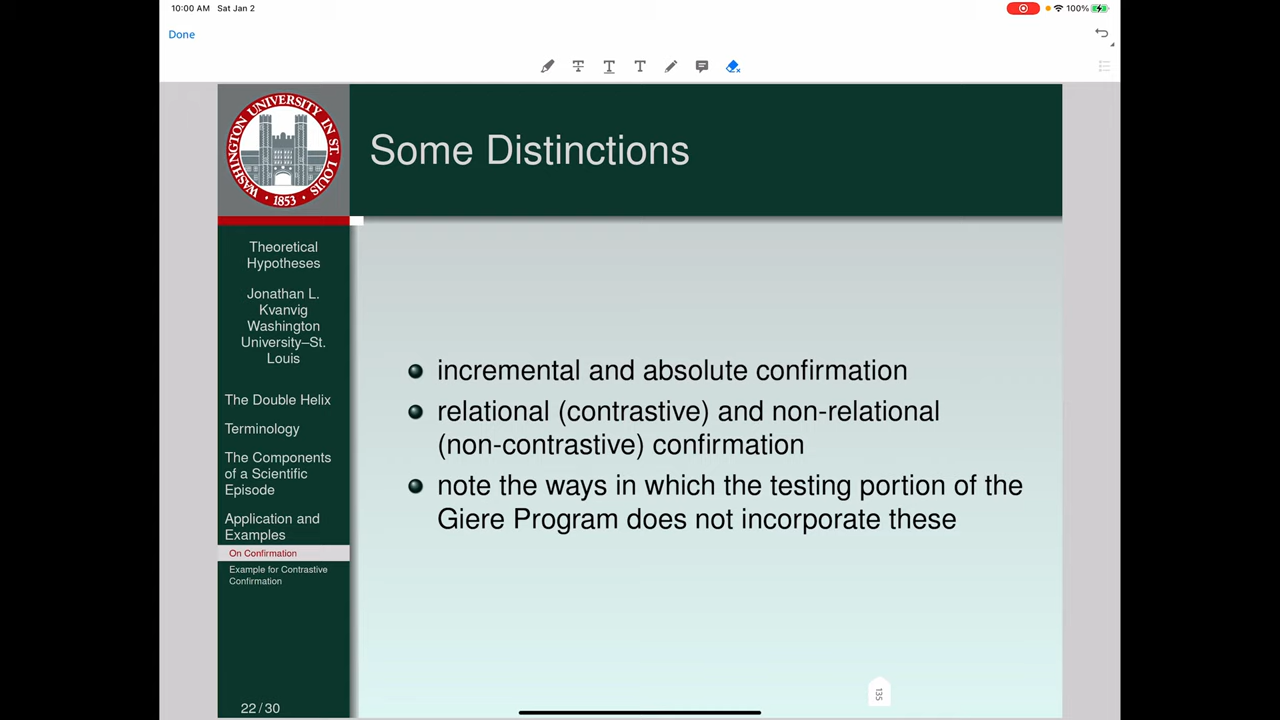 10:00 AM Sat Jan 2
100%
Done
T
T
T
WASHINGTON · UNIVERSITY · IN ST. LOUIS
· 1853 ·
Some Distinctions
Theoretical
Hypotheses
Jonathan L.
Kvanvig
Washington
University–St.
Louis
The Double Helix
Terminology
The Components
of a Scientific
Episode
Application and
Examples
On Confirmation
Example for Contrastive
Confirmation
22 / 30
incremental and absolute confirmation
relational (contrastive) and non-relational
(non-contrastive) confirmation
note the ways in which the testing portion of the
Giere Program does not incorporate these
135